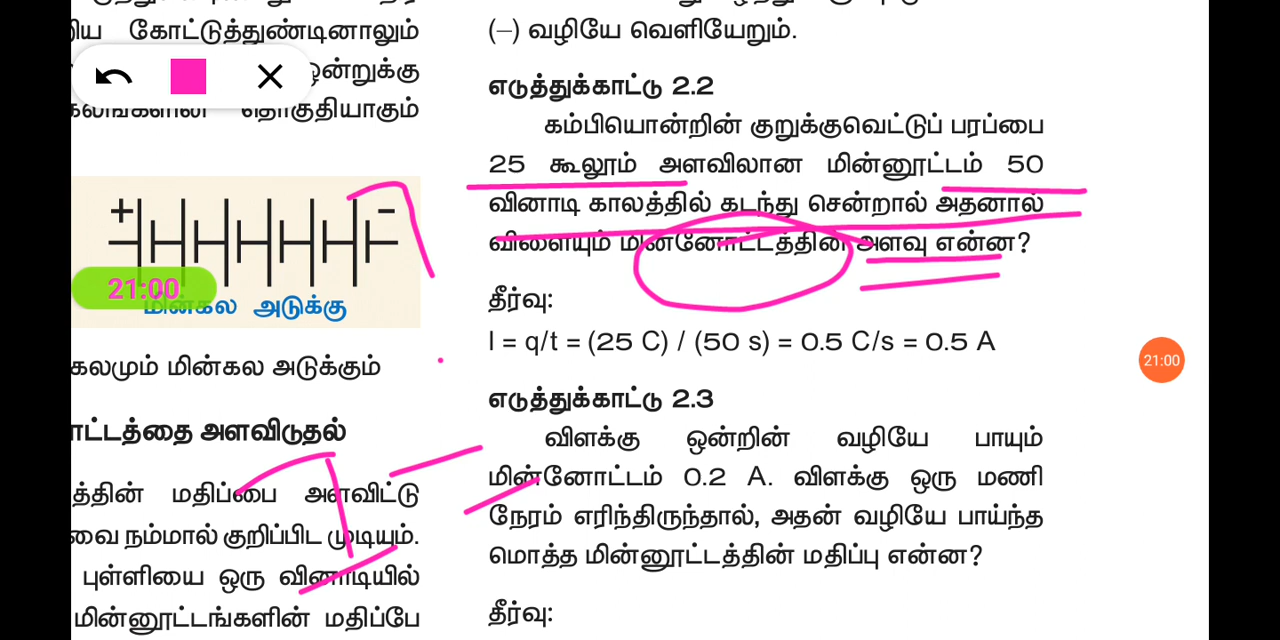 றிய கோட்டுத்துண்டினாலும்
ஒன்றுக்கு
தொகுதியாகும்
+ −
21:00
மின்கல அடுக்கு
கலமும் மின்கல அடுக்கும்
ாட்டத்தை அளவிடுதல்
த்தின் மதிப்பை அளவிட்டு
வை நம்மால் குறிப்பிட முடியும்.
புள்ளியை ஒரு வினாடியில்
மின்னூட்டங்களின் மதிப்பே
(–) வழியே வெளியேறும்.
எடுத்துக்காட்டு 2.2
கம்பியொன்றின் குறுக்குவெட்டுப் பரப்பை
25 கூலூம் அளவிலான மின்னூட்டம் 50
வினாடி காலத்தில் கடந்து சென்றால் அதனால்
விளையும் மின்னோட்டத்தின் அளவு என்ன?
தீர்வு:
I = q/t = (25 C) / (50 s) = 0.5 C/s = 0.5 A
எடுத்துக்காட்டு 2.3
விளக்கு ஒன்றின் வழியே பாயும்
மின்னோட்டம் 0.2 A. விளக்கு ஒரு மணி
நேரம் எரிந்திருந்தால், அதன் வழியே பாய்ந்த
மொத்த மின்னூட்டத்தின் மதிப்பு என்ன?
தீர்வு:
21:00